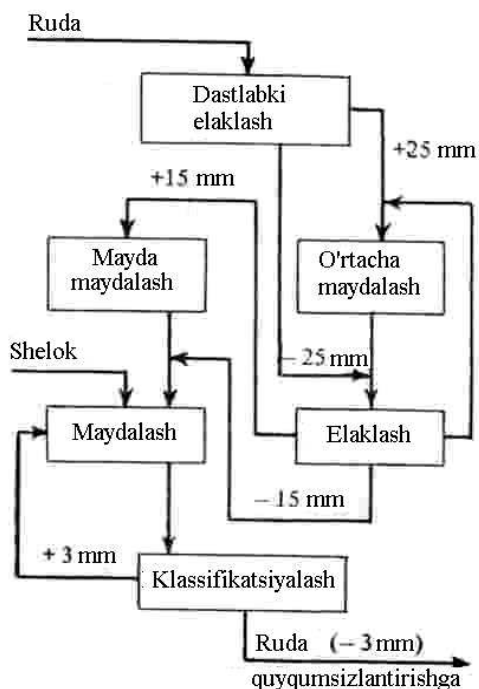 Ruda
Dastlabki
elaklash
+25 mm
+15 mm
Mayda
maydalash
O'rtacha
maydalash
Shelok
– 25 mm
Maydalash
Elaklash
– 15 mm
+ 3 mm
Klassifikatsiyalash
Ruda (– 3 mm)
quyqumsizlantirishga